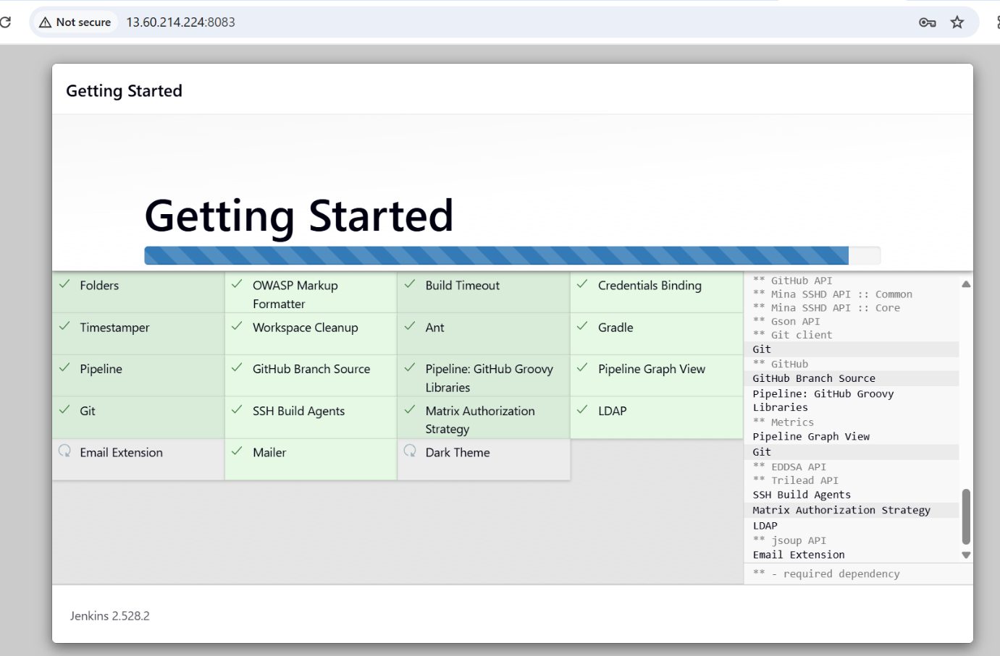 Not secure 13.60.214.224:8083
Getting Started
Getting Started
Folders
OWASP Markup
Formatter
Build Timeout
Credentials Binding
Timestamper
Workspace Cleanup
Ant
Gradle
Pipeline
GitHub Branch Source
Pipeline: GitHub Groovy
Libraries
Pipeline Graph View
Git
SSH Build Agents
Matrix Authorization
Strategy
LDAP
Email Extension
Mailer
Dark Theme
** GitHub API
** Mina SSHD API :: Common
** Mina SSHD API :: Core
** Gson API
** Git client
Git
** GitHub
GitHub Branch Source
Pipeline: GitHub Groovy
Libraries
** Metrics
Pipeline Graph View
Git
** EDDSA API
** Trilead API
SSH Build Agents
Matrix Authorization Strategy
LDAP
** jsoup API
Email Extension
** - required dependency
Jenkins 2.528.2